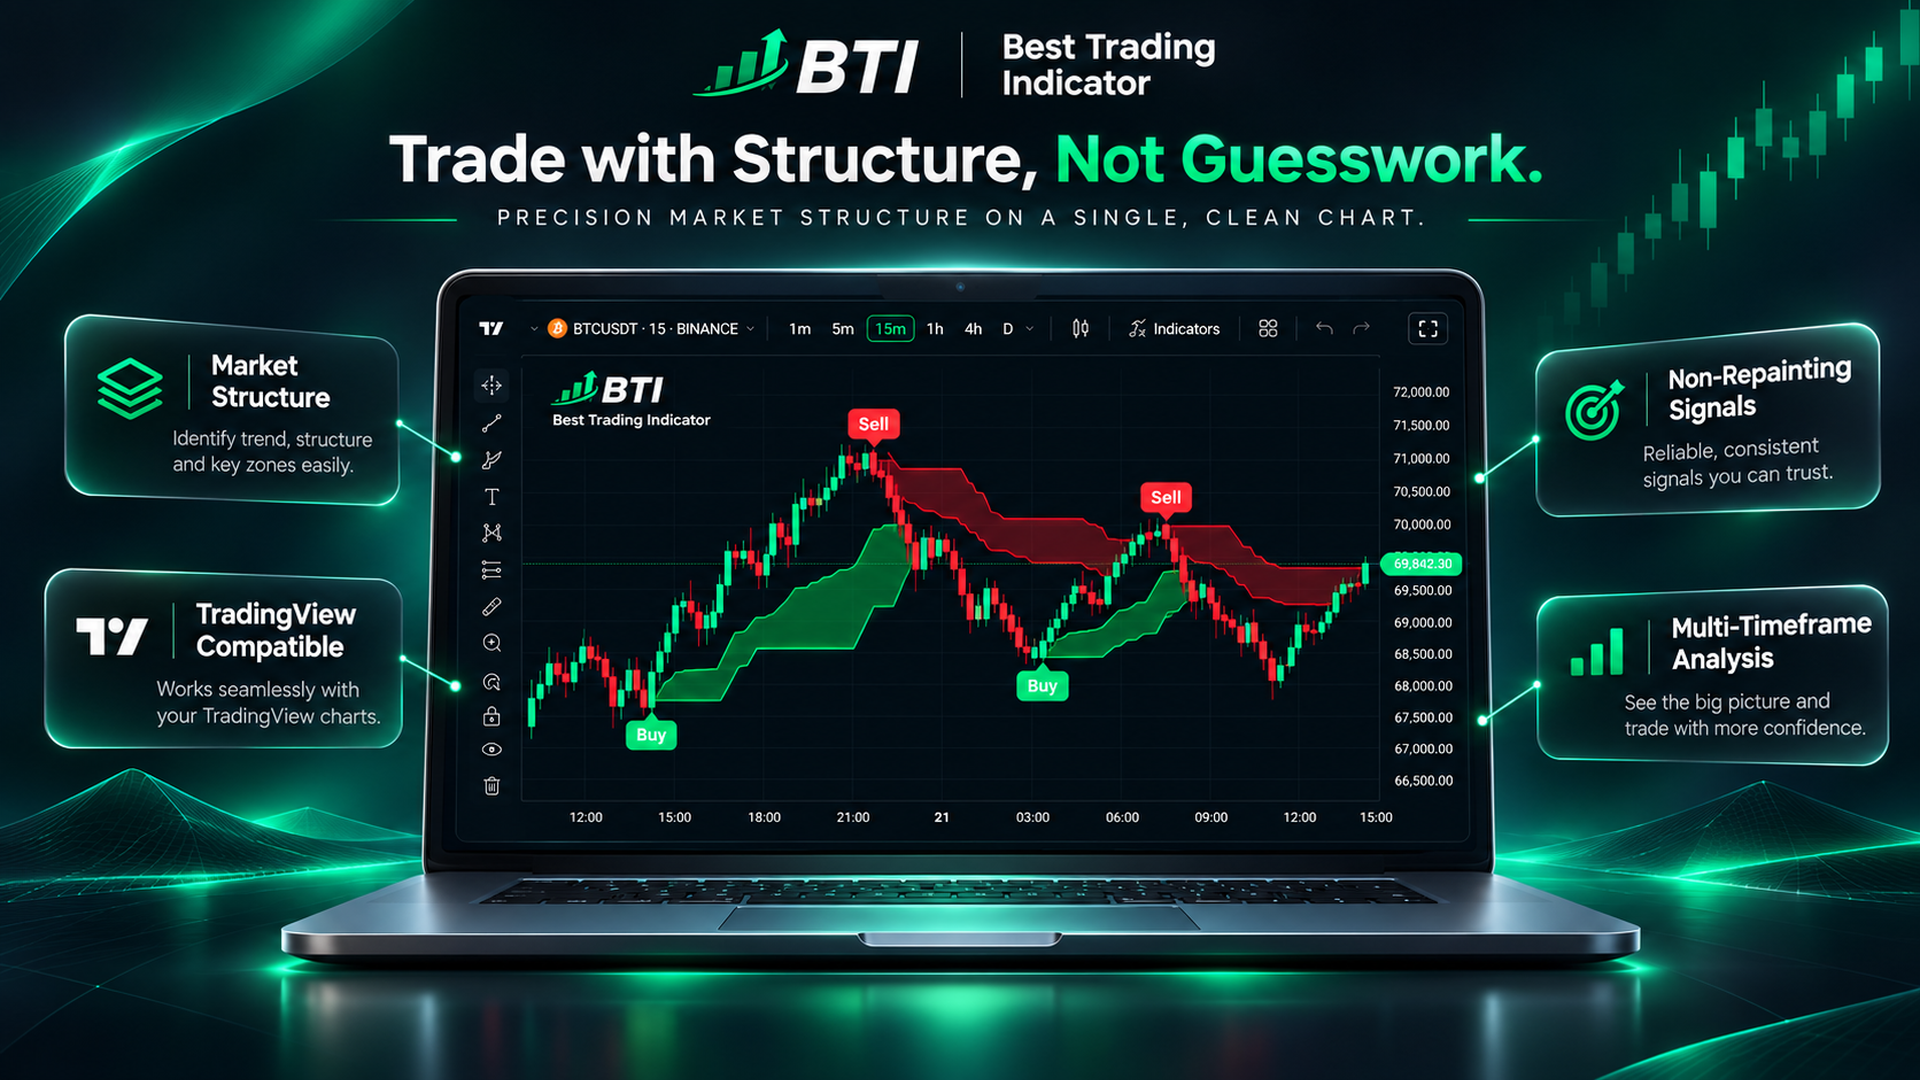 BTI
Best Trading
Indicator
Trade with Structure, Not Guesswork.
PRECISION MARKET STRUCTURE ON A SINGLE, CLEAN CHART.
Market
Structure
Identify trend, structure
and key zones easily.
TradingView
Compatible
Works seamlessly with
your TradingView charts.
BTCUSDT · 15 · BINANCE
1m 5m 15m 1h 4h D
Indicators
BTI
Best Trading Indicator
Sell
Sell
Buy
Buy
72,000.00
71,500.00
71,000.00
70,500.00
70,000.00
69,842.30
69,500.00
69,000.00
68,500.00
68,000.00
67,500.00
67,000.00
66,500.00
12:00 15:00 18:00 21:00 21 03:00 06:00 09:00 12:00 15:00
Non-Repainting
Signals
Reliable, consistent
signals you can trust.
Multi-Timeframe
Analysis
See the big picture and
trade with more confidence.